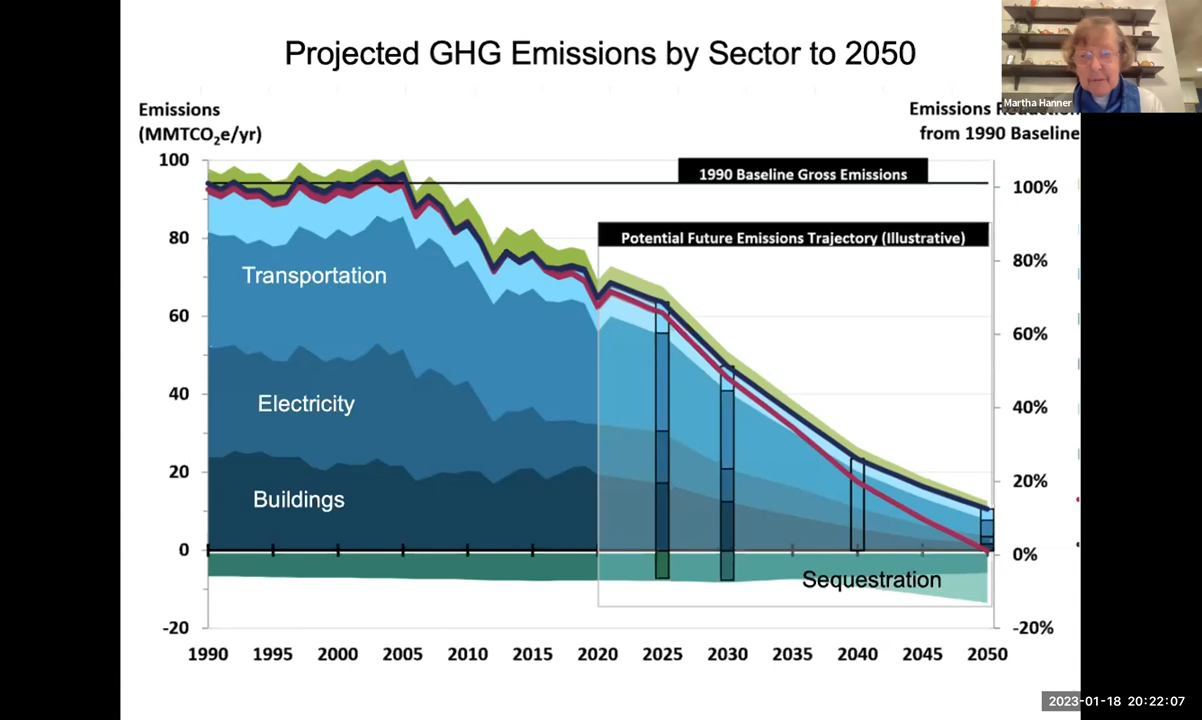 Projected GHG Emissions by Sector to 2050
Martha Hanner
Emissions
(MMTCO₂e/yr)
Emissions
from 1990 Baseline
100
80
60
40
20
0
-20
1990 Baseline Gross Emissions
Potential Future Emissions Trajectory (Illustrative)
Transportation
Electricity
Buildings
Sequestration
100%
80%
60%
40%
20%
0%
-20%
1990 1995 2000 2005 2010 2015 2020 2025 2030 2035 2040 2045 2050
2023-01-18 20:22:07